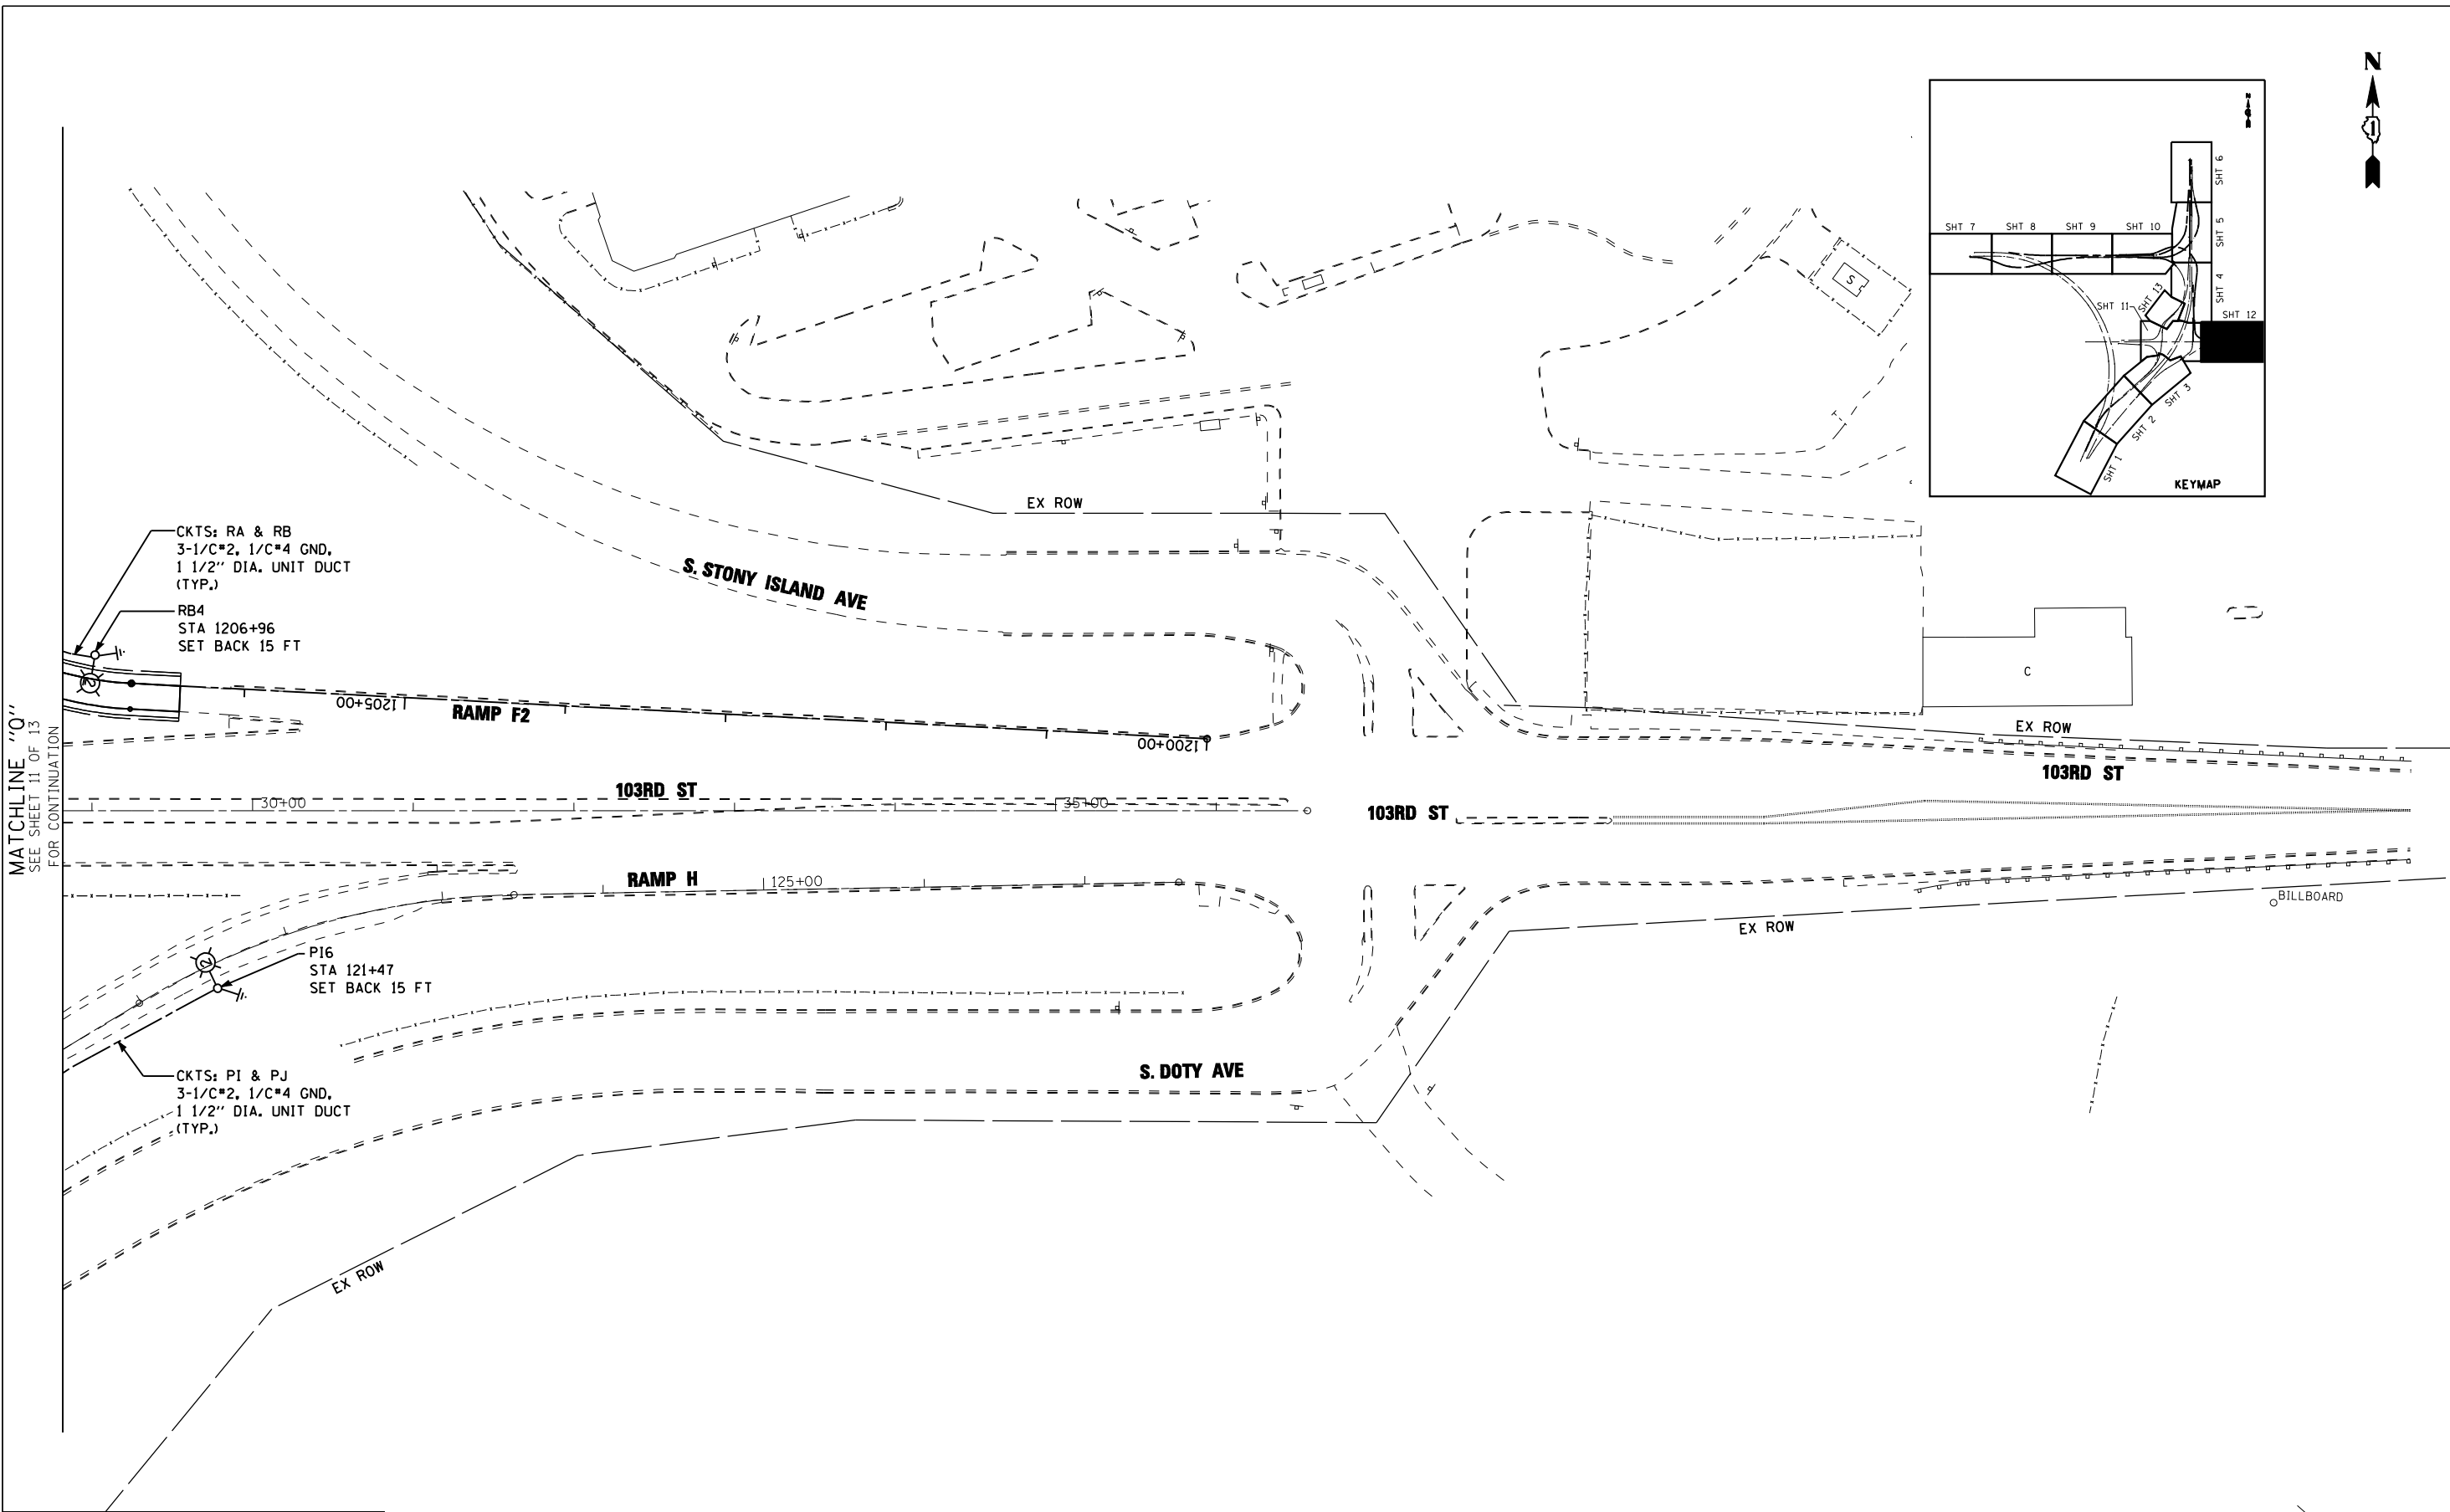 N
1
N
SHT 6
SHT 5
SHT 7
SHT 8
SHT 9
SHT 10
SHT 4
SHT 13
SHT 11
SHT 12
SHT 3
SHT 2
SHT 1
KEYMAP
S
EX ROW
CKTS: RA & RB
3-1/C#2, 1/C#4 GND,
1 1/2" DIA. UNIT DUCT
(TYP.)
S. STONY ISLAND AVE
RB4
STA 1206+96
SET BACK 15 FT
2
C
1205+00
RAMP F2
1200+00
EX ROW
MATCHLINE "Q"
SEE SHEET 11 OF 13
FOR CONTINUATION
103RD ST
103RD ST
30+00
35+00
103RD ST
RAMP H
125+00
BILLBOARD
EX ROW
2
PI6
STA 121+47
SET BACK 15 FT
S. DOTY AVE
CKTS: PI & PJ
3-1/C#2, 1/C#4 GND,
1 1/2" DIA. UNIT DUCT
(TYP.)
EX ROW